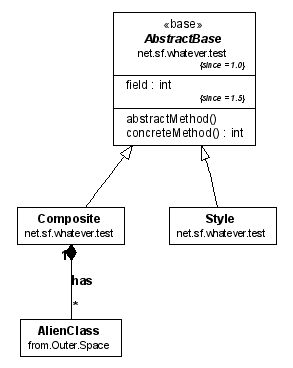 «base»
AbstractBase
net.sf.whatever.test
{since = 1.0}
field : int
{since = 1.5}
abstractMethod()
concreteMethod() : int
Composite
net.sf.whatever.test
Style
net.sf.whatever.test
1
has
*
AlienClass
from.Outer.Space